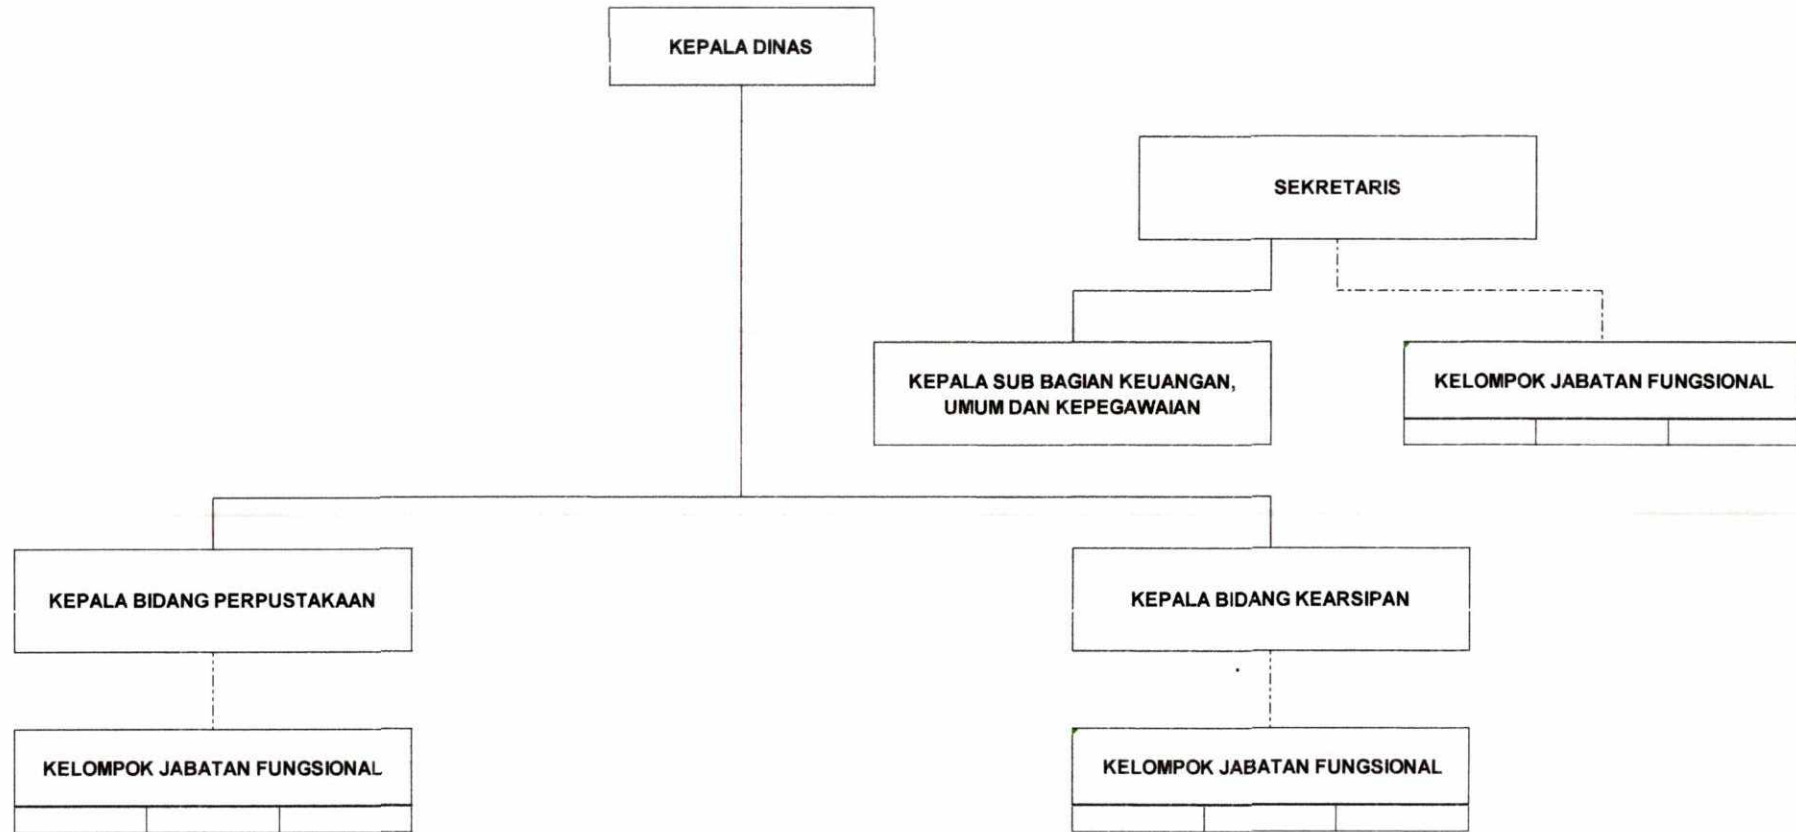 KEPALA DINAS
SEKRETARIS
KEPALA SUB BAGIAN KEUANGAN,
UMUM DAN KEPEGAWAIAN
KELOMPOK JABATAN FUNGSIONAL
KEPALA BIDANG PERPUSTAKAAN
KEPALA BIDANG KEARSIPAN
KELOMPOK JABATAN FUNGSIONAL
KELOMPOK JABATAN FUNGSIONAL